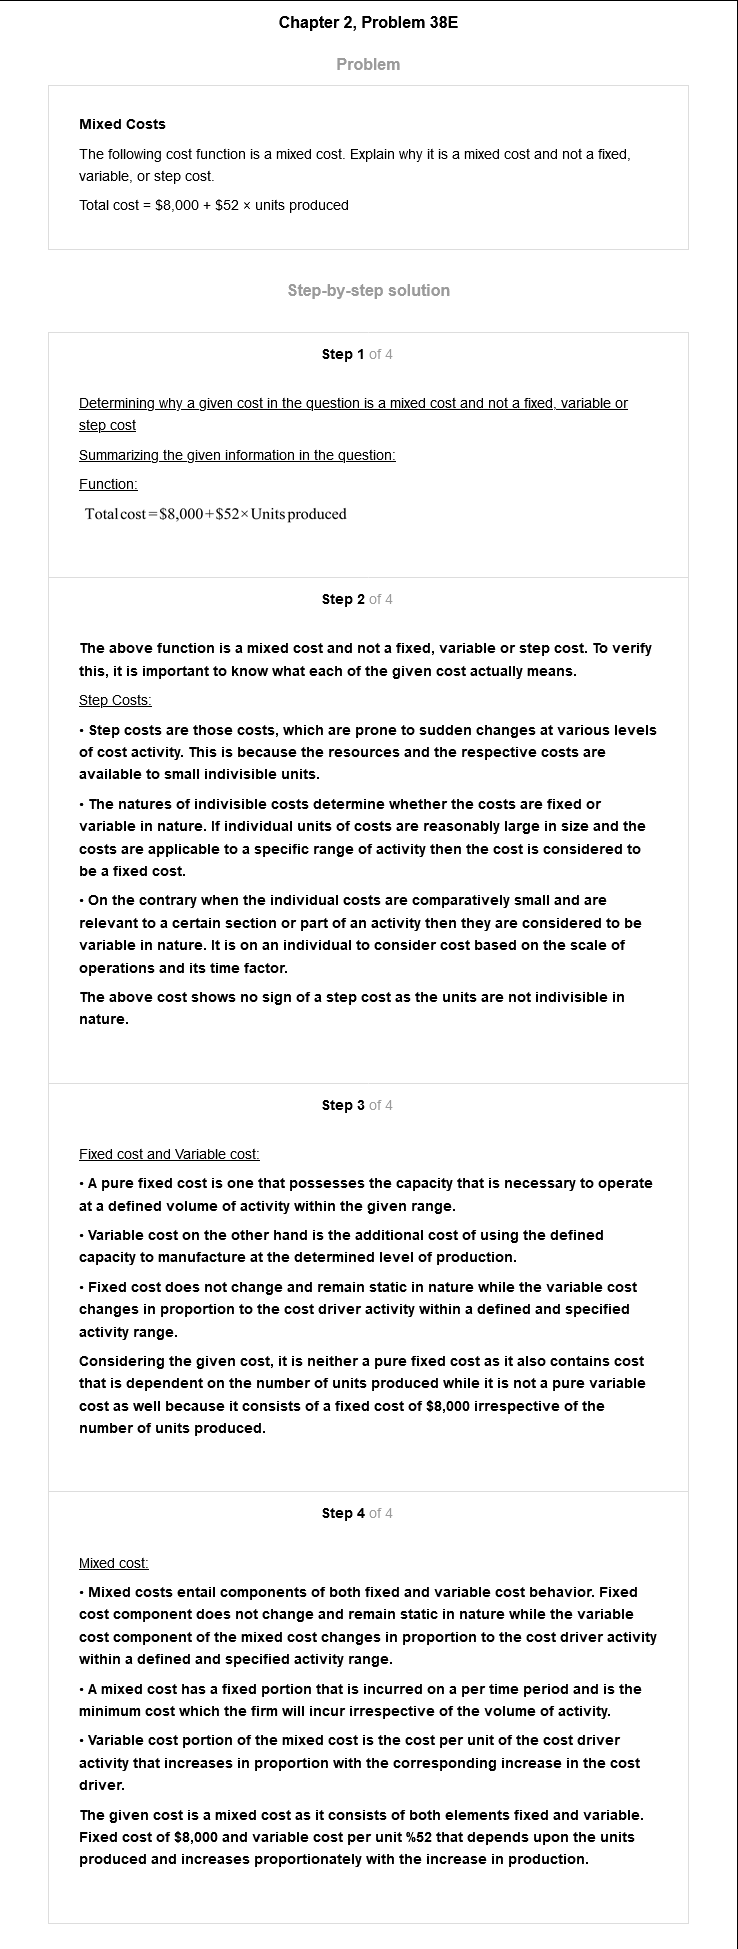 Chapter 2, Problem 38E
Problem
Mixed Costs
The following cost function is a mixed cost. Explain why it is a mixed cost and not a fixed,
variable, or step cost.
Total cost = $8,000 + $52 × units produced
Step-by-step solution
Step 1 of 4
Determining why a given cost in the question is a mixed cost and not a fixed, variable or
step cost
Summarizing the given information in the question:
Function:
Total cost = $8,000 + $52 × Units produced
Step 2 of 4
The above function is a mixed cost and not a fixed, variable or step cost. To verify
this, it is important to know what each of the given cost actually means.
Step Costs:
• Step costs are those costs, which are prone to sudden changes at various levels
of cost activity. This is because the resources and the respective costs are
available to small indivisible units.
• The natures of indivisible costs determine whether the costs are fixed or
variable in nature. If individual units of costs are reasonably large in size and the
costs are applicable to a specific range of activity then the cost is considered to
be a fixed cost.
• On the contrary when the individual costs are comparatively small and are
relevant to a certain section or part of an activity then they are considered to be
variable in nature. It is on an individual to consider cost based on the scale of
operations and its time factor.
The above cost shows no sign of a step cost as the units are not indivisible in
nature.
Step 3 of 4
Fixed cost and Variable cost:
• A pure fixed cost is one that possesses the capacity that is necessary to operate
at a defined volume of activity within the given range.
• Variable cost on the other hand is the additional cost of using the defined
capacity to manufacture at the determined level of production.
• Fixed cost does not change and remain static in nature while the variable cost
changes in proportion to the cost driver activity within a defined and specified
activity range.
Considering the given cost, it is neither a pure fixed cost as it also contains cost
that is dependent on the number of units produced while it is not a pure variable
cost as well because it consists of a fixed cost of $8,000 irrespective of the
number of units produced.
Step 4 of 4
Mixed cost:
• Mixed costs entail components of both fixed and variable cost behavior. Fixed
cost component does not change and remain static in nature while the variable
cost component of the mixed cost changes in proportion to the cost driver activity
within a defined and specified activity range.
• A mixed cost has a fixed portion that is incurred on a per time period and is the
minimum cost which the firm will incur irrespective of the volume of activity.
• Variable cost portion of the mixed cost is the cost per unit of the cost driver
activity that increases in proportion with the corresponding increase in the cost
driver.
The given cost is a mixed cost as it consists of both elements fixed and variable.
Fixed cost of $8,000 and variable cost per unit %52 that depends upon the units
produced and increases proportionately with the increase in production.